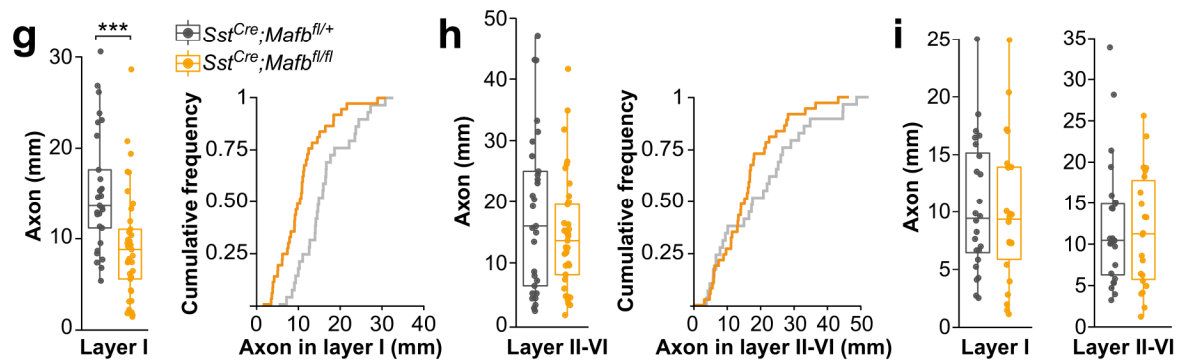 g
***
Sst^Cre;Mafb^fl/+
Sst^Cre;Mafb^fl/fl
Axon (mm)
30
20
10
0
Layer I
Cumulative frequency
1
0.75
0.50
0.25
0 10 20 30 40
Axon in layer I (mm)
h
Axon (mm)
50
40
30
20
10
0
Layer II-VI
Cumulative frequency
1
0.75
0.50
0.25
0 10 20 30 40 50
Axon in layer II-VI (mm)
i
Axon (mm)
25
20
15
10
5
0
Layer I
35
30
25
20
15
10
5
0
Layer II-VI